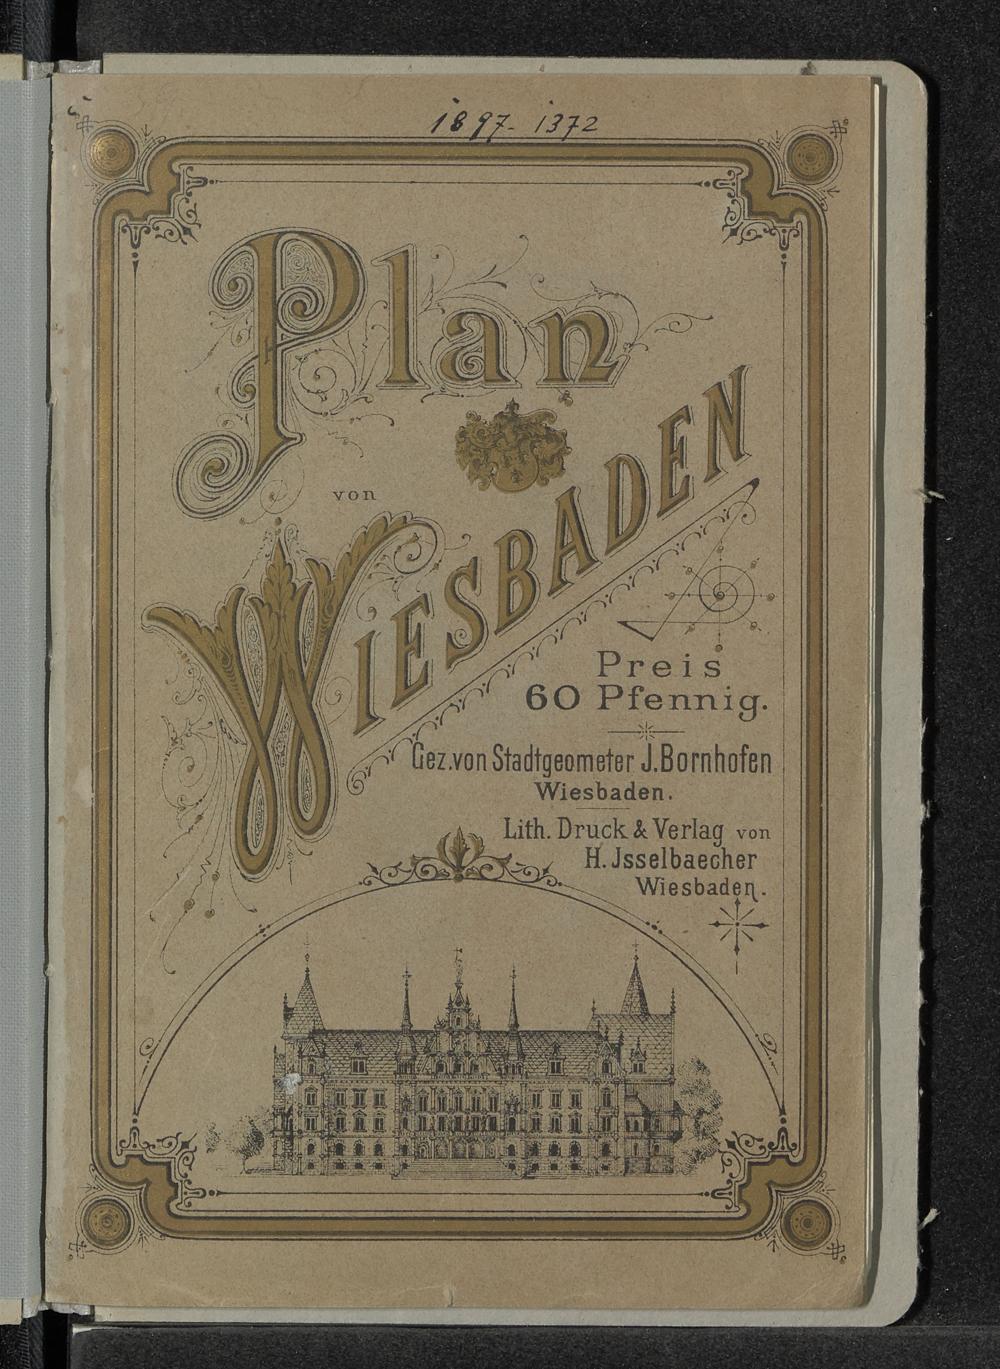 1897-1372
Plan
von
WIESBADEN
Preis
60 Pfennig.
Gez. von Stadtgeometer J. Bornhofen
Wiesbaden.
Lith. Druck & Verlag von
H. Jsselbaecher
Wiesbaden.